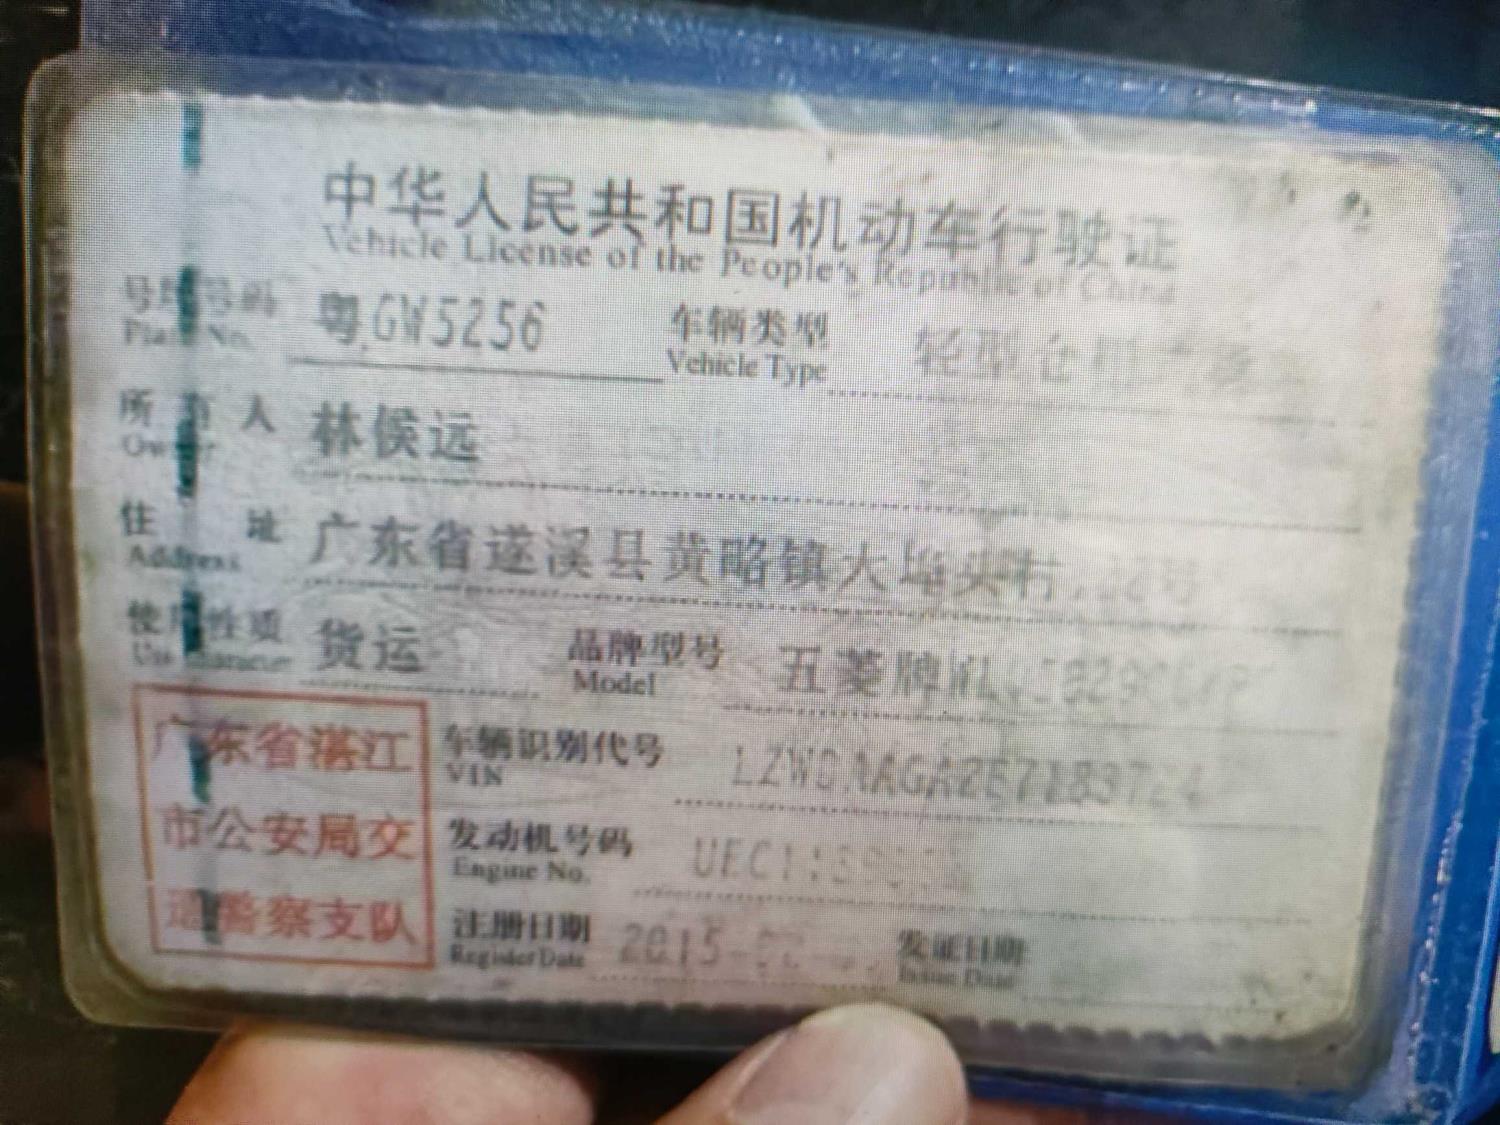 中华人民共和国机动车行驶证
Vehicle License of the People's Republic of China
号牌号码 粤GW5256 车辆类型
Plate No. Vehicle Type
所有人 林侯远
Owner
住址 广东省遂溪县黄略镇大埠头村
Address
使用性质 货运 品牌型号 五菱牌
Use Character Model
广东省湛江
市公安局交
通警察支队
车辆识别代号
VIN
发动机号码
Engine No.
注册日期 2015 发证日期
Register Date Issue Date